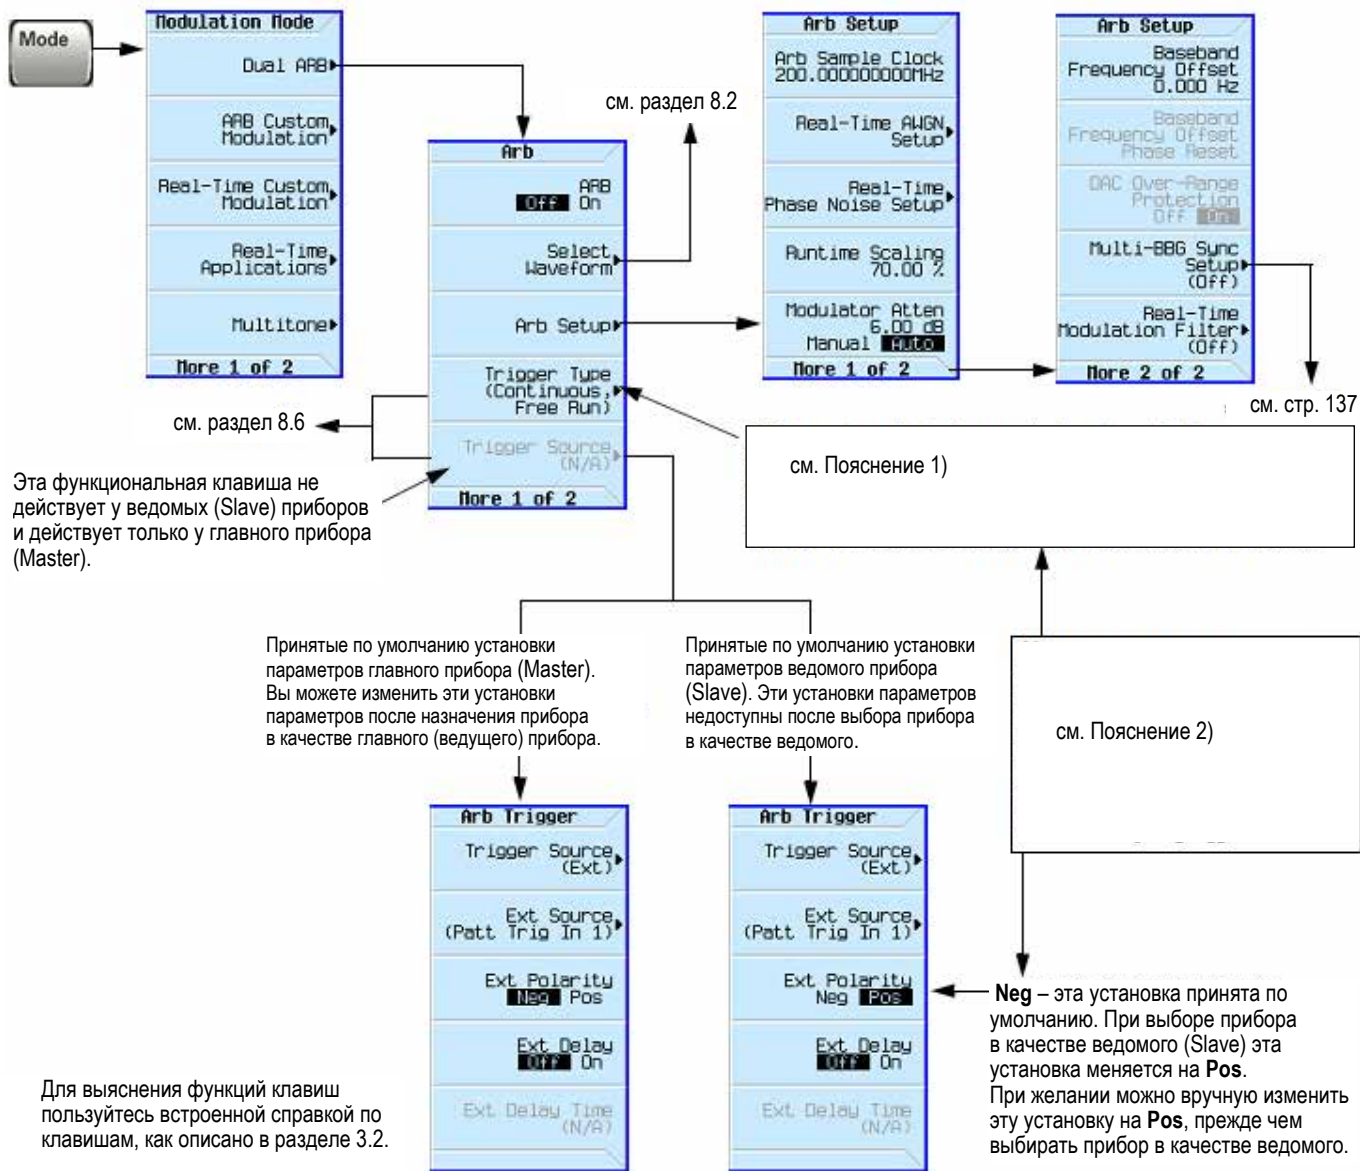 Mode
Modulation Mode
Dual ARB
ARB Custom
Modulation
Real-Time Custom
Modulation
Real-Time
Applications
Multitone
More 1 of 2
Arb
ARB
Off On
Select
Waveform
Arb Setup
Trigger Type
(Continuous,
Free Run)
Trigger Source
(N/A)
More 1 of 2
см. раздел 8.2
Arb Setup
Arb Sample Clock
200.000000000MHz
Real-Time AWGN
Setup
Real-Time
Phase Noise Setup
Runtime Scaling
70.00 %
Modulator Atten
6.00 dB
Manual Auto
More 1 of 2
Arb Setup
Baseband
Frequency Offset
0.000 Hz
Baseband
Frequency Offset
Phase Reset
DAC Over-Range
Protection
Off On
Multi-BBG Sync
Setup
(Off)
Real-Time
Modulation Filter
(Off)
More 2 of 2
см. стр. 137
см. раздел 8.6
Эта функциональная клавиша не
действует у ведомых (Slave) приборов
и действует только у главного прибора
(Master).
см. Пояснение 1)
Принятые по умолчанию установки
параметров главного прибора (Master).
Вы можете изменить эти установки
параметров после назначения прибора
в качестве главного (ведущего) прибора.
Принятые по умолчанию установки
параметров ведомого прибора
(Slave). Эти установки параметров
недоступны после выбора прибора
в качестве ведомого.
см. Пояснение 2)
Arb Trigger
Trigger Source
(Ext)
Ext Source
(Patt Trig In 1)
Ext Polarity
Neg Pos
Ext Delay
Off On
Ext Delay Time
(N/A)
Arb Trigger
Trigger Source
(Ext)
Ext Source
(Patt Trig In 1)
Ext Polarity
Neg Pos
Ext Delay
Off On
Ext Delay Time
(N/A)
Neg – эта установка принята по
умолчанию. При выборе прибора
в качестве ведомого (Slave) эта
установка меняется на Pos.
При желании можно вручную изменить
эту установку на Pos, прежде чем
выбирать прибор в качестве ведомого.
Для выяснения функций клавиш
пользуйтесь встроенной справкой по
клавишам, как описано в разделе 3.2.